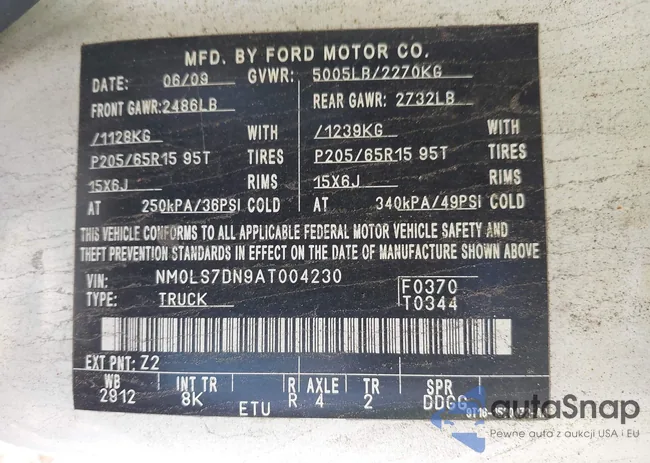 MFD. BY FORD MOTOR CO.
DATE: 06/09 GVWR: 5005LB/2270KG
FRONT GAWR:2486LB REAR GAWR: 2732LB
/1128KG WITH /1239KG WITH
P205/65R15 95T TIRES P205/65R15 95T TIRES
15X6J RIMS 15X6J RIMS
AT 250kPA/36PSI COLD AT 340kPA/49PSI COLD
THIS VEHICLE CONFORMS TO ALL APPLICABLE FEDERAL MOTOR VEHICLE SAFETY AND
THEFT PREVENTION STANDARDS IN EFFECT ON THE DATE OF MANUFACTURE SHOWN ABOVE
VIN: NM0LS7DN9AT004230 F0370
TYPE: TRUCK T0344
EXT PNT: Z2
WB INT TR R AXLE TR SPR
2912 8K R 4 2 DDGG
ETU
autoSnap
Pewne auta z aukcji USA i EU